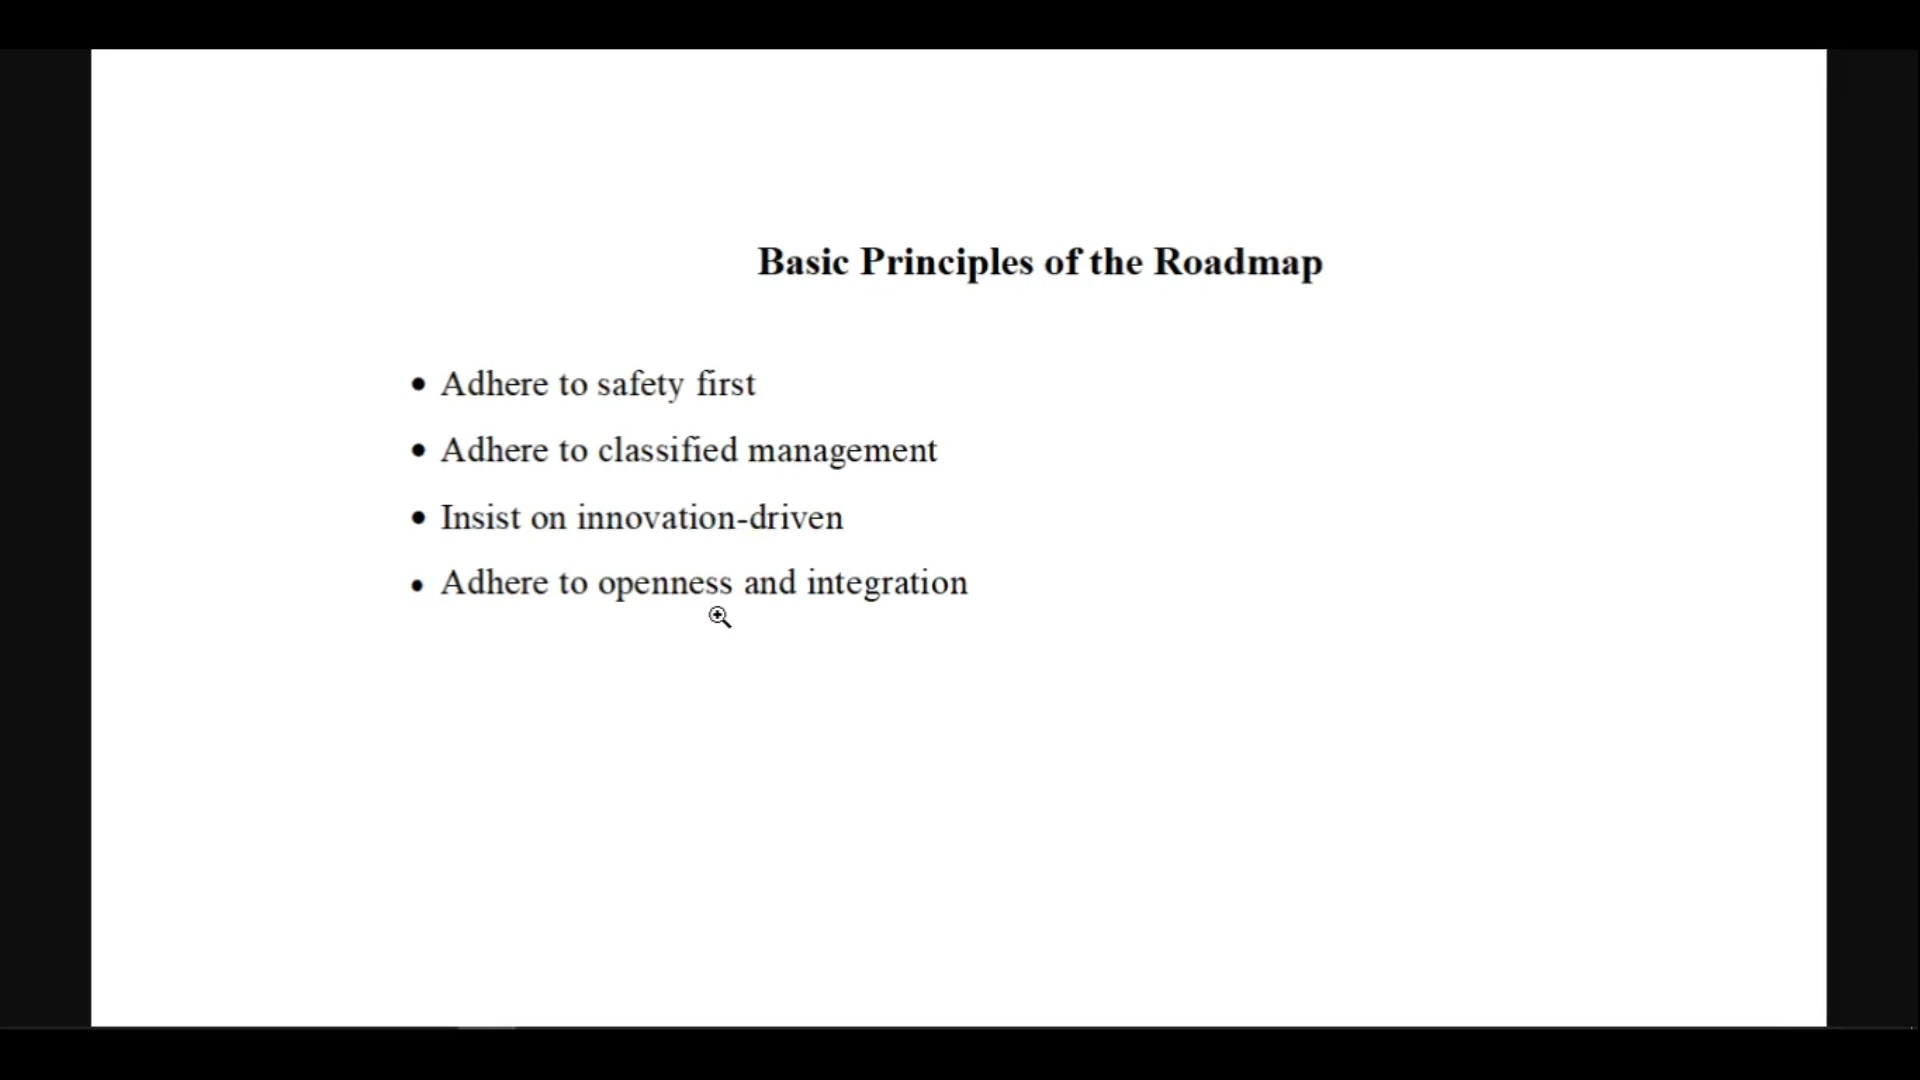 Basic Principles of the Roadmap
• Adhere to safety first
• Adhere to classified management
• Insist on innovation-driven
• Adhere to openness and integration